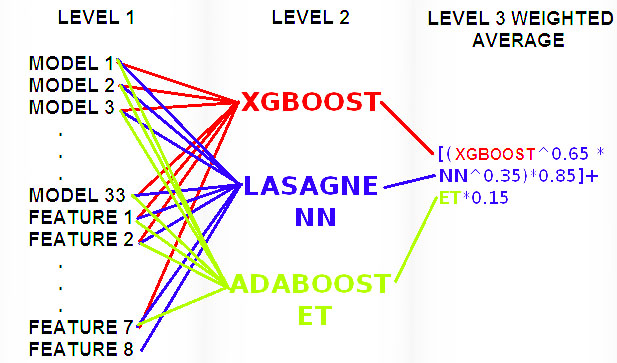 LEVEL 1
LEVEL 2
LEVEL 3 WEIGHTED
AVERAGE
MODEL 1
MODEL 2
MODEL 3
.
.
.
MODEL 33
FEATURE 1
FEATURE 2
.
.
.
FEATURE 7
FEATURE 8
XGBOOST
LASAGNE
NN
ADABOOST
ET
[(XGBOOST^0.65 *
NN^0.35)*0.85]+
ET*0.15